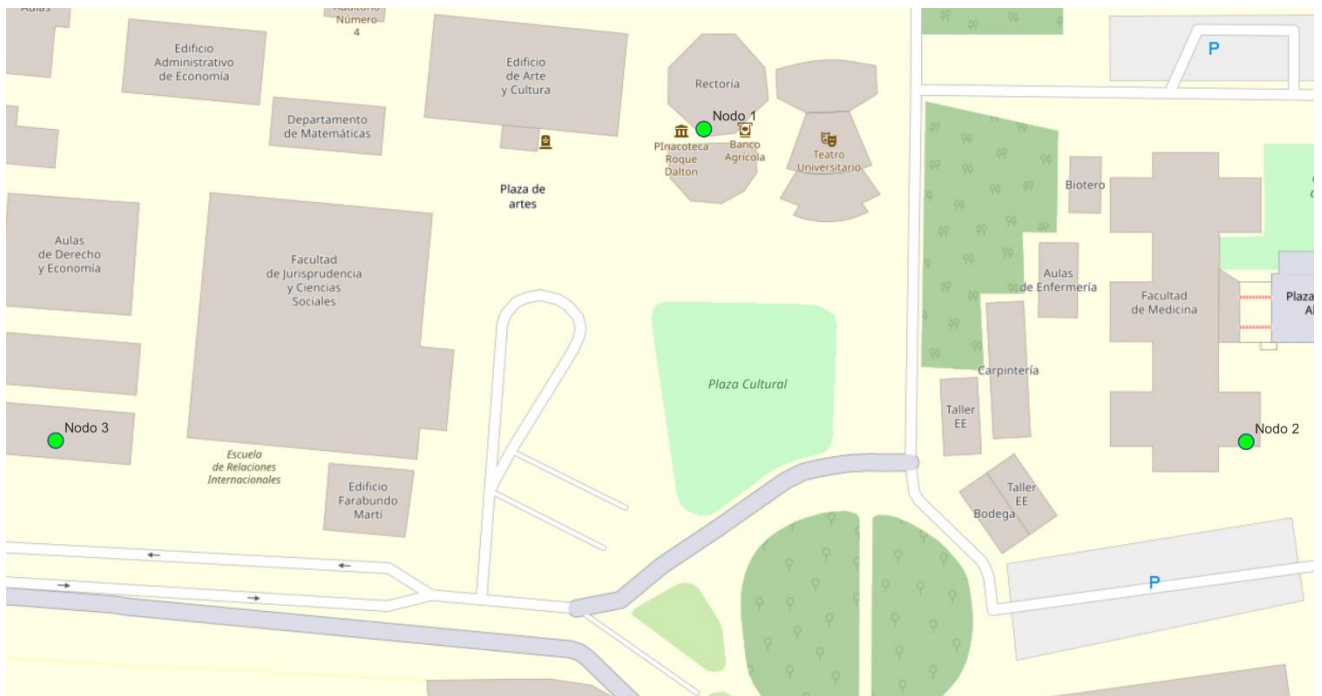 Aulas
Auditorio
Número
4
Edificio
Administrativo
de Economía
Edificio
de Arte
y Cultura
Rectoría
P
Departamento
de Matemáticas
Nodo 1
PInacoteca
Roque
Dalton
Banco
Agrícola
Teatro
Universitario
Plaza de
artes
Biotero
Aulas
de Derecho
y Economía
Facultad
de Jurisprudencia
y Ciencias
Sociales
Aulas
de Enfermería
Facultad
de Medicina
Plaza
Carpintería
Plaza Cultural
Taller
EE
Nodo 3
Nodo 2
Escuela
de Relaciones
Internacionales
Edificio
Farabundo
Martí
Taller
EE
Bodega
P